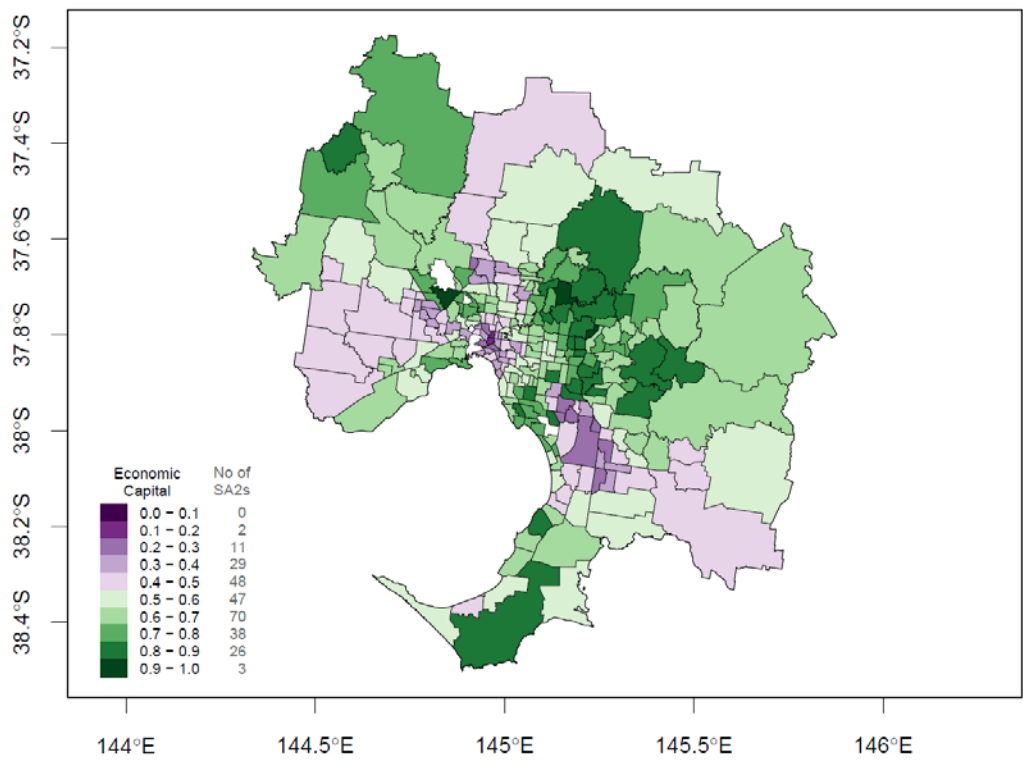 37.2°S
37.4°S
37.6°S
37.8°S
38°S
38.2°S
38.4°S
Economic Capital No of SA2s
0.0 − 0.1 0
0.1 − 0.2 2
0.2 − 0.3 11
0.3 − 0.4 29
0.4 − 0.5 48
0.5 − 0.6 47
0.6 − 0.7 70
0.7 − 0.8 38
0.8 − 0.9 26
0.9 − 1.0 3
144°E 144.5°E 145°E 145.5°E 146°E